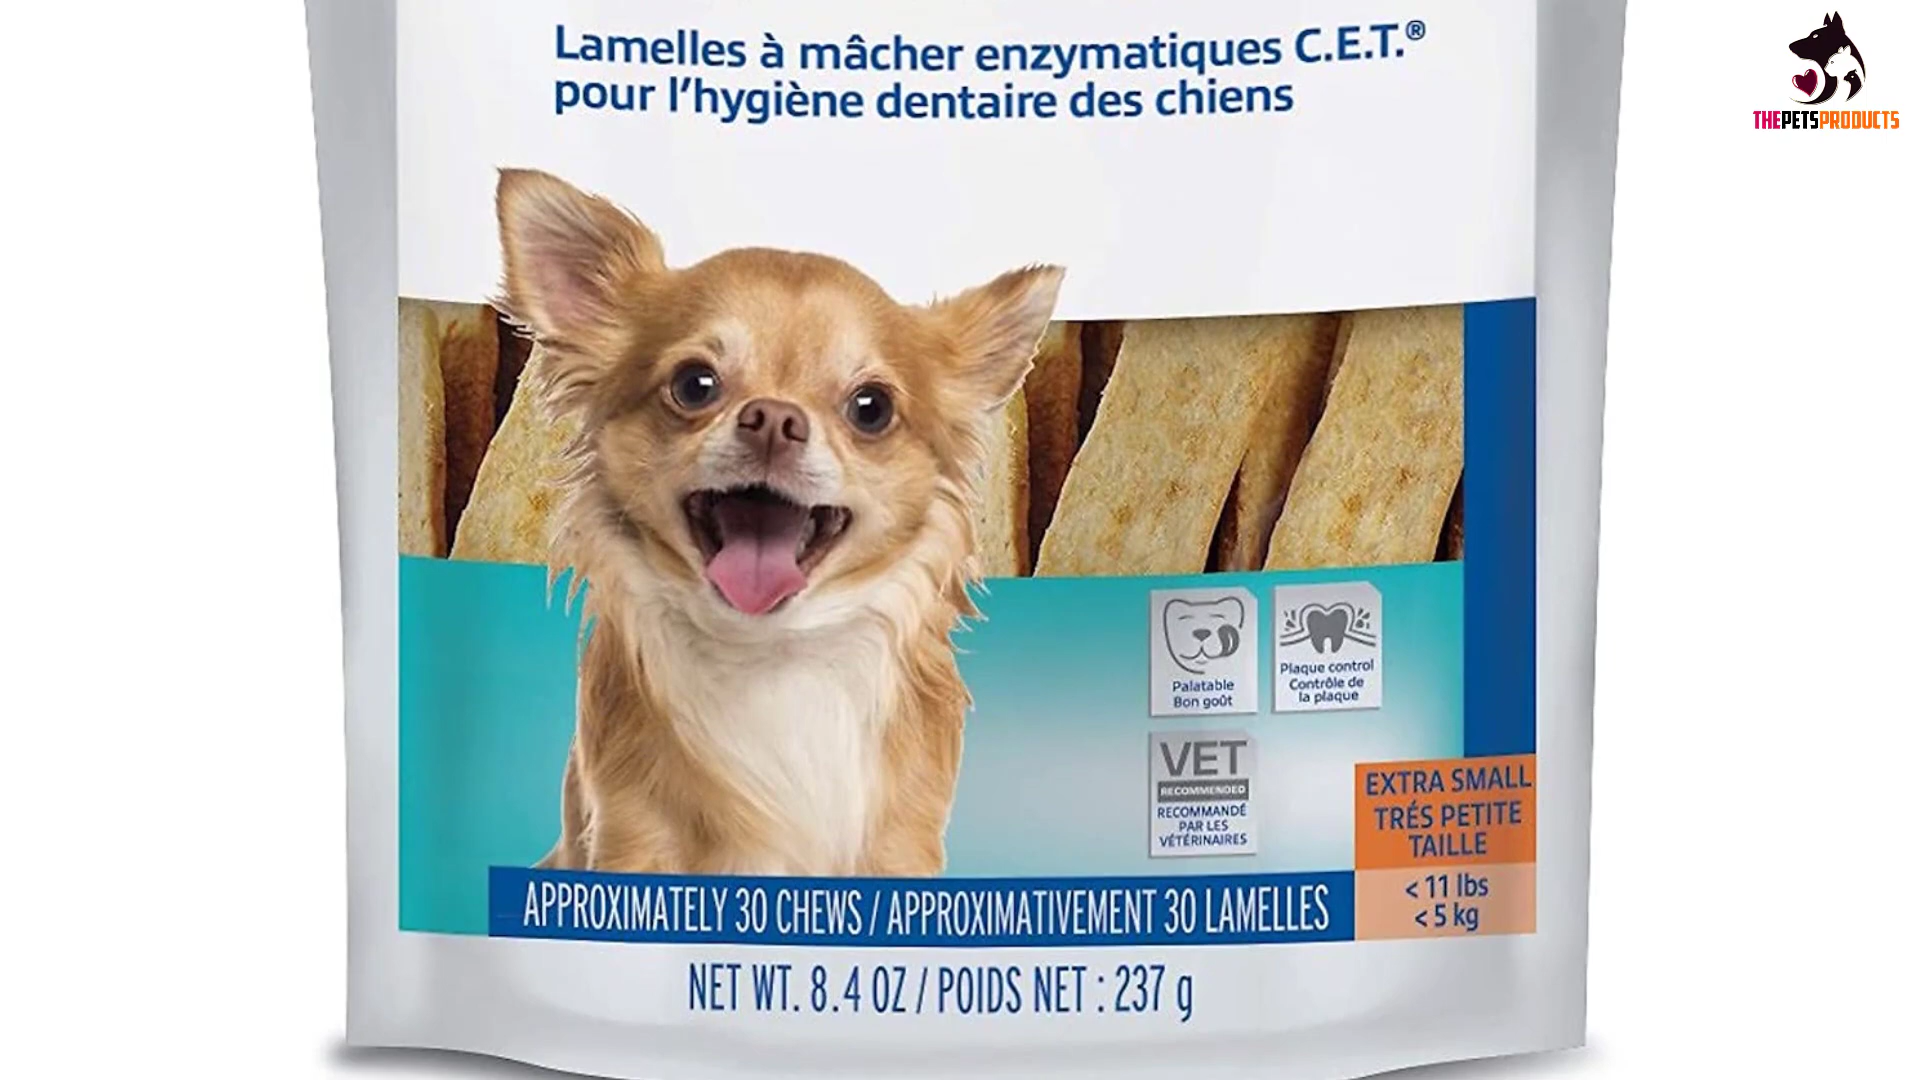 Lamelles à mâcher enzymatiques C.E.T.®
pour l'hygiène dentaire des chiens
THEPETSPRODUCTS
Palatable
Bon goût
Plaque control
Contrôle de
la plaque
VET
RECOMMENDED
RECOMMANDÉ
PAR LES
VÉTÉRINAIRES
EXTRA SMALL
TRÉS PETITE
TAILLE
< 11 lbs
< 5 kg
APPROXIMATELY 30 CHEWS / APPROXIMATIVEMENT 30 LAMELLES
NET WT. 8.4 OZ / POIDS NET : 237 g